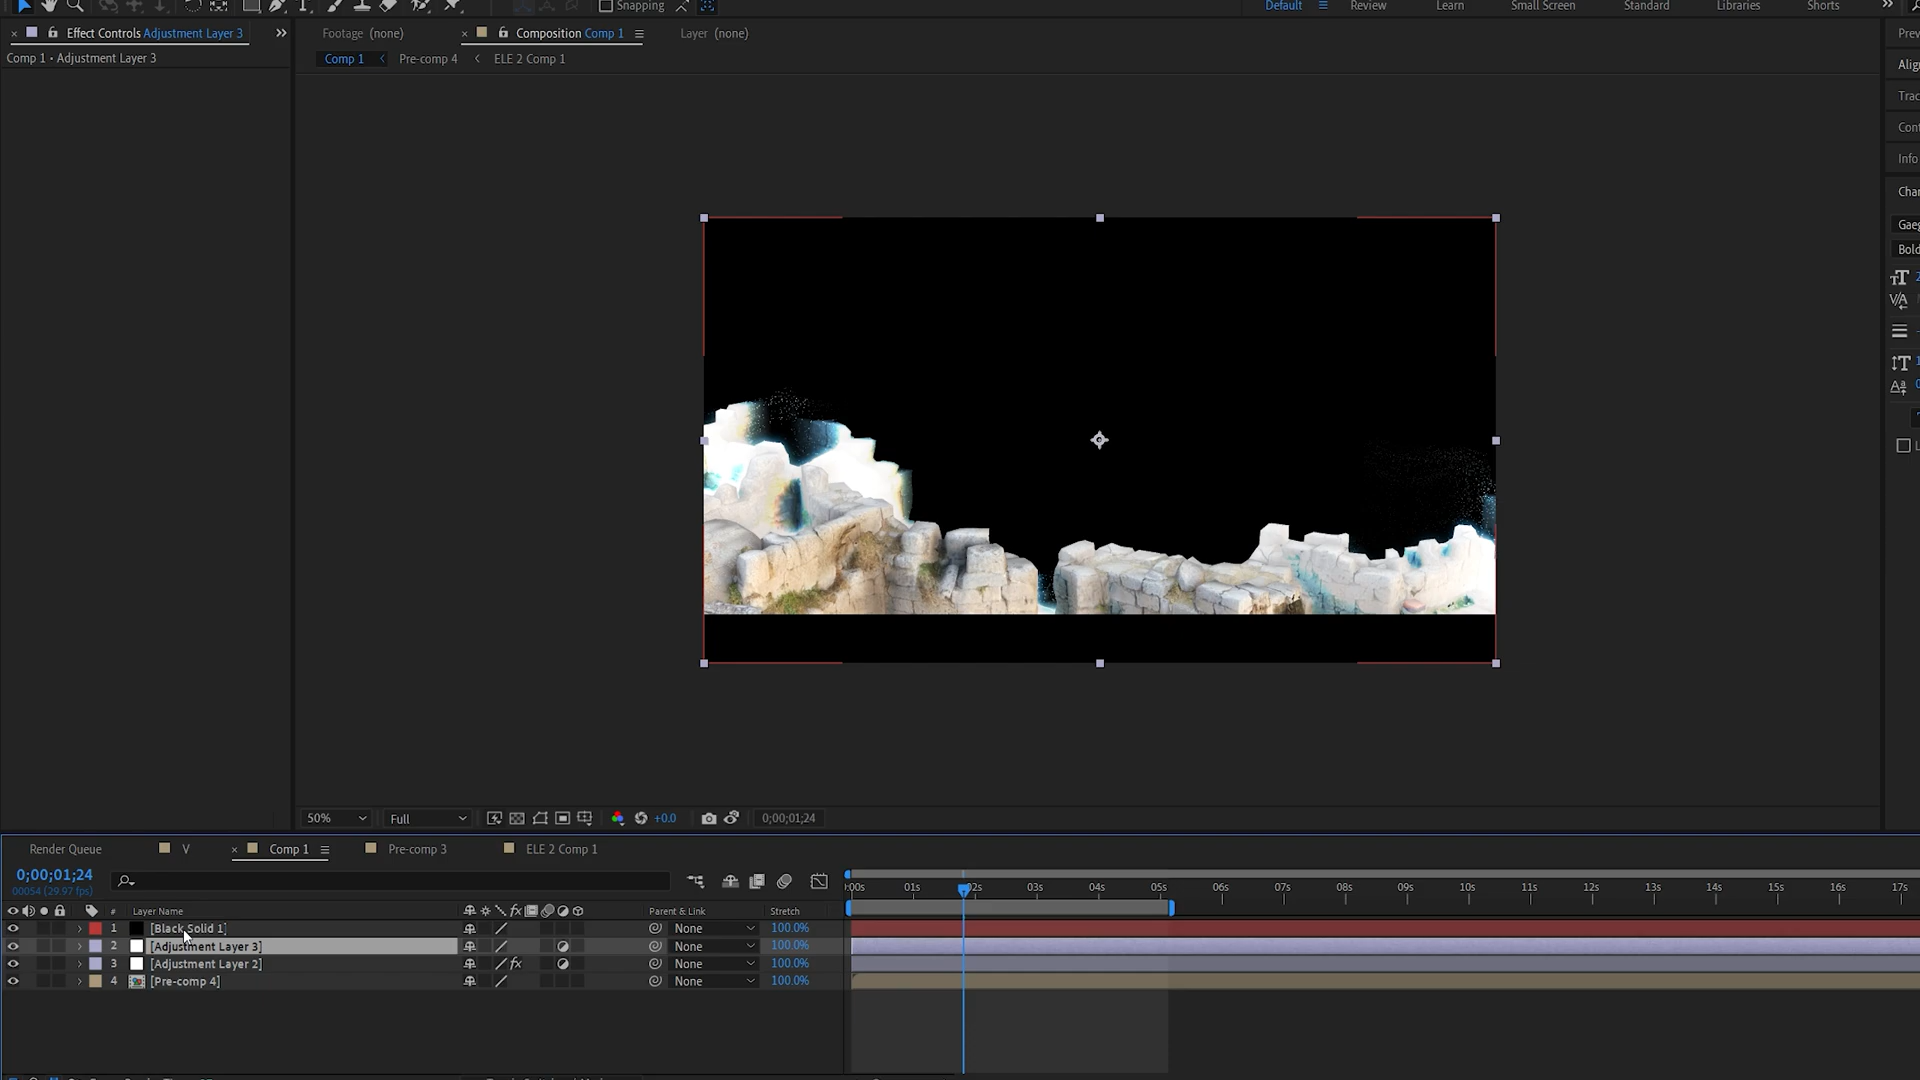 Snapping
Default
Review
Learn
Small Screen
Standard
Libraries
Shorts
Effect Controls Adjustment Layer 3
Footage (none)
Composition Comp 1
Layer (none)
Comp 1 • Adjustment Layer 3
Comp 1
Pre-comp 4
ELE 2 Comp 1
Bold
50%
Full
+0.0
0;00;01;24
Render Queue
V
Comp 1
Pre-comp 3
ELE 2 Comp 1
0;00;01;24
00054 (29.97 fps)
:00s 01s 02s 03s 04s 05s 06s 07s 08s 09s 10s 11s 12s 13s 14s 15s 16s 17s
# Layer Name
Parent & Link
Stretch
1 [Black Solid 1] None 100.0%
2 [Adjustment Layer 3] None 100.0%
3 [Adjustment Layer 2] fx None 100.0%
4 [Pre-comp 4] None 100.0%